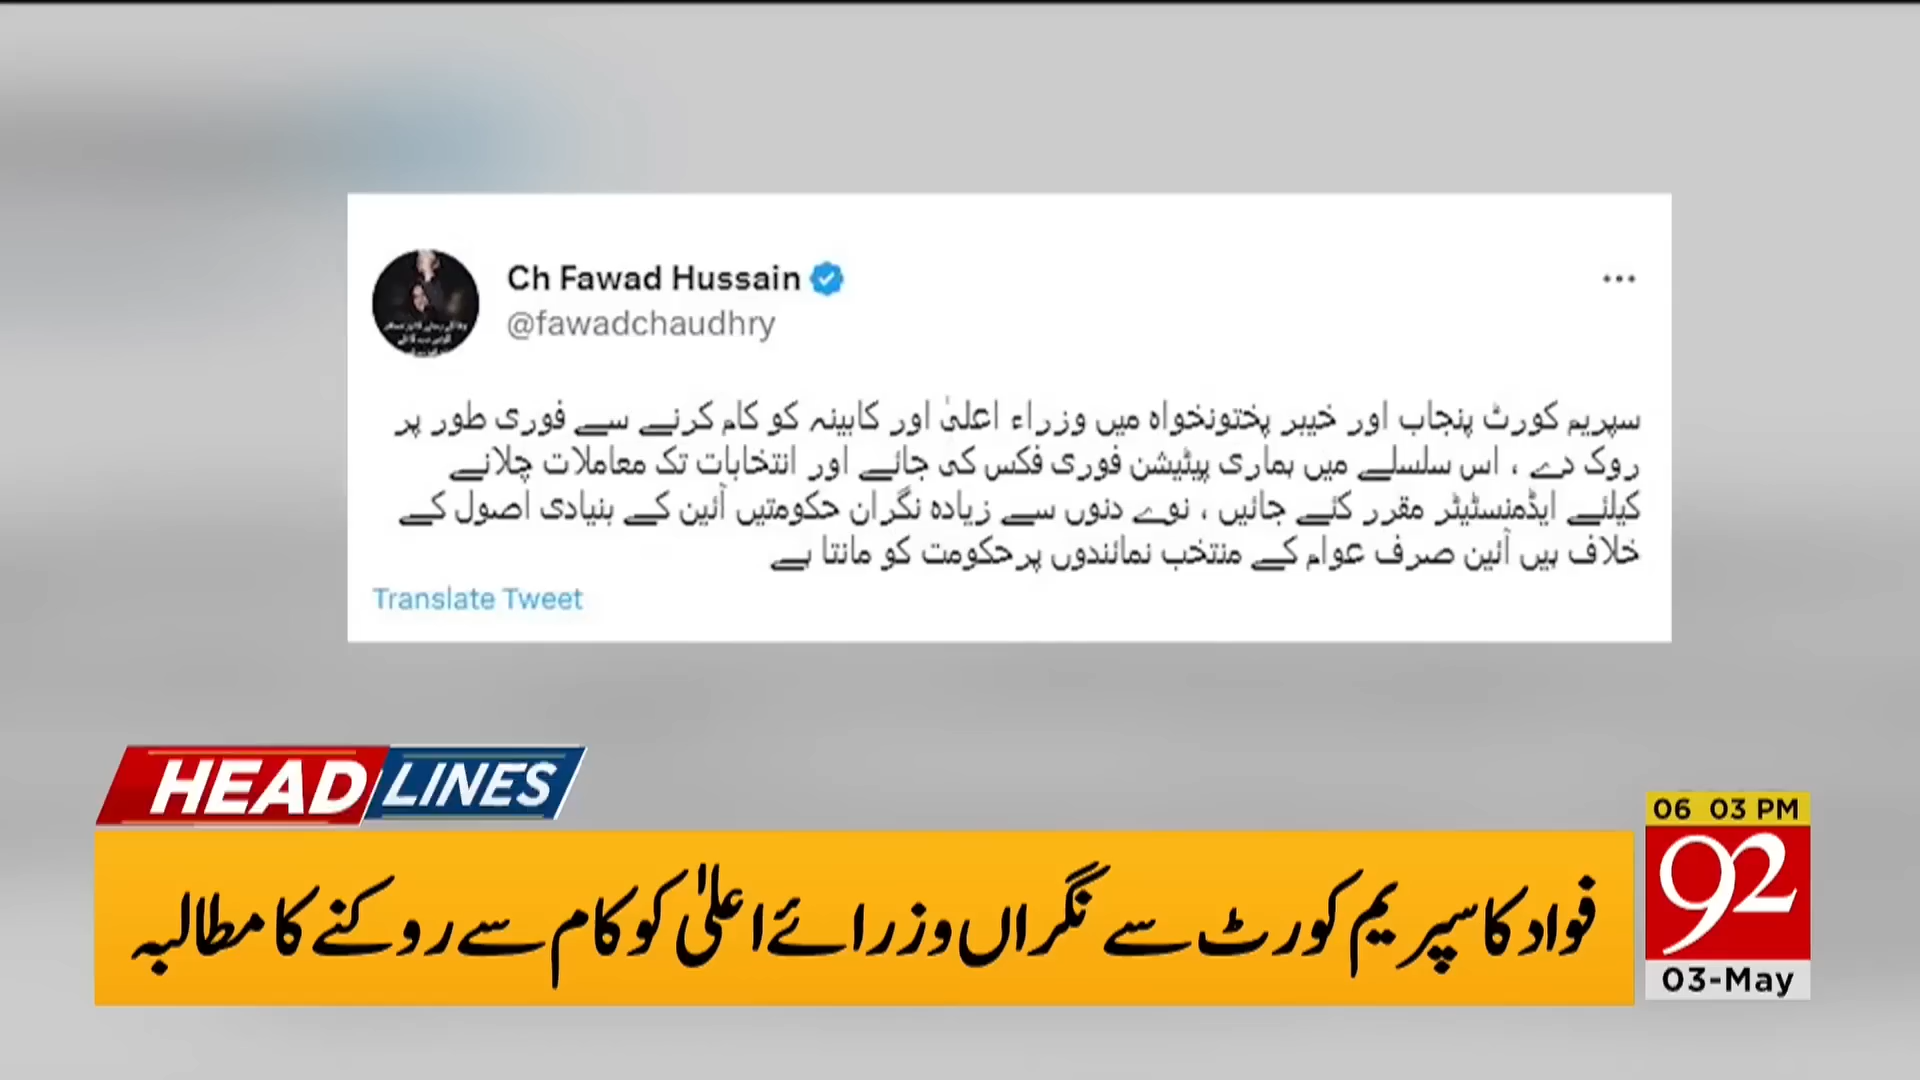 Ch Fawad Hussain
@fawadchaudhry
سپریم کورٹ پنجاب اور خیبر پختونخواہ میں وزراء اعلیٰ اور کابینہ کو کام کرنے سے فوری طور پر
روک دے ، اس سلسلے میں ہماری پیٹیشن فوری فکس کی جائے اور انتخابات تک معاملات چلانے
کیلئے ایڈمنسٹیٹر مقرر کئے جائیں ، نوے دنوں سے زیادہ نگران حکومتیں آئین کے بنیادی اصول کے
خلاف ہیں آئین صرف عوام کے منتخب نمائندوں پرحکومت کو مانتا ہے
Translate Tweet
HEADLINES
فواد کا سپریم کورٹ سے نگراں وزرائے اعلیٰ کو کام سے روکنے کا مطالبہ
06 03 PM
92
03-May